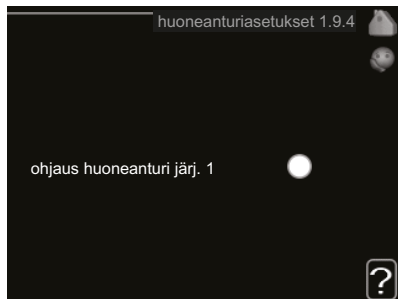 huoneanturiasetukset 1.9.4
ohjaus huoneanturi järj. 1
?